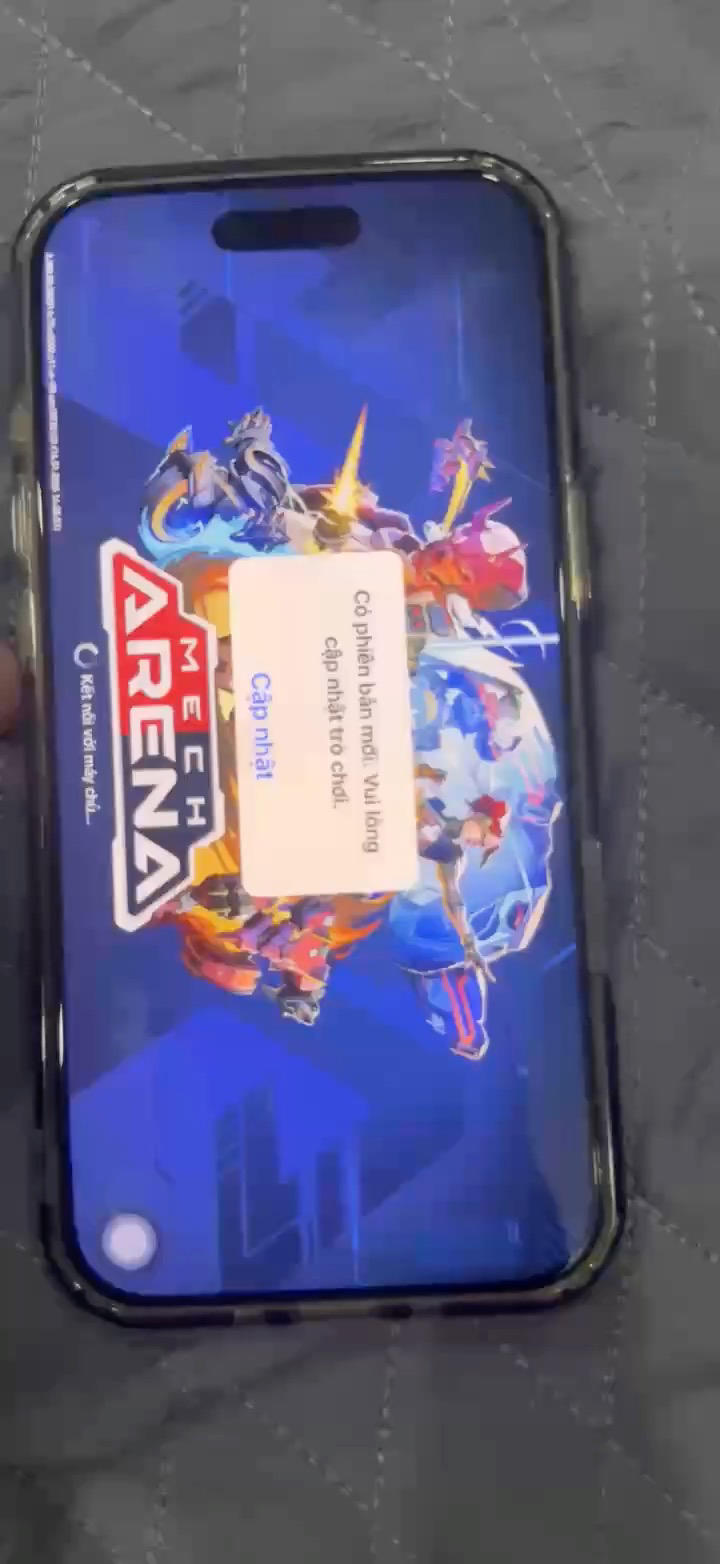 Có phiên bản mới. Vui lòng
cập nhật trò chơi.
Cập nhật
MECH
ARENA
Kết nối với máy chủ...